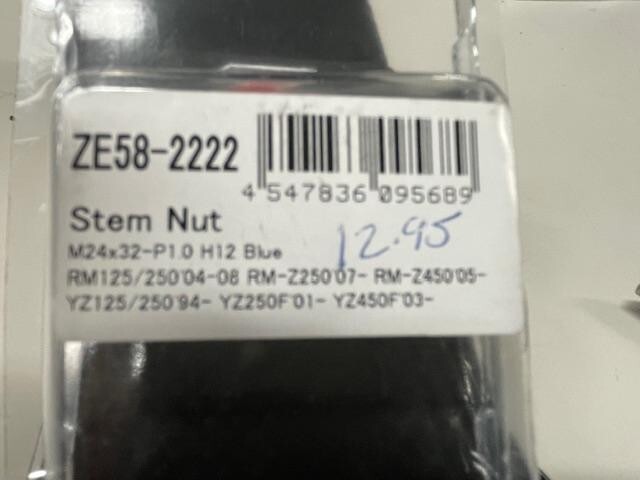 ZE58-2222
4 547836 095689
Stem Nut
12.95
M24x32-P1.0 H12 Blue
RM125/250'04-08 RM-Z250'07- RM-Z450'05-
YZ125/250'94- YZ250F'01- YZ450F'03-